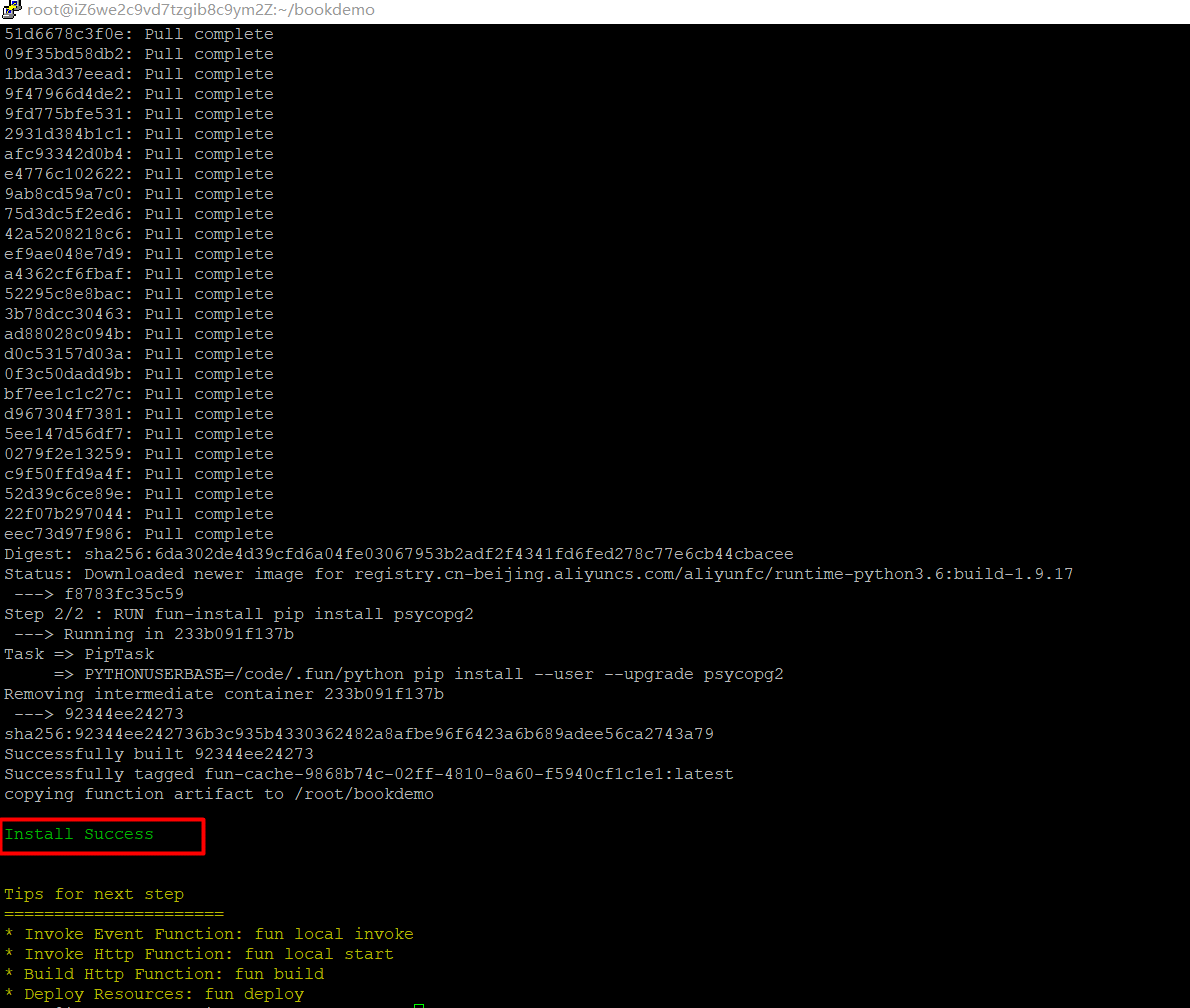 root@iZ6we2c9vd7tzgib8c9ym2Z:~/bookdemo
51d6678c3f0e: Pull complete
09f35bd58db2: Pull complete
1bda3d37eead: Pull complete
9f47966d4de2: Pull complete
9fd775bfe531: Pull complete
2931d384b1c1: Pull complete
afc93342d0b4: Pull complete
e4776c102622: Pull complete
9ab8cd59a7c0: Pull complete
75d3dc5f2ed6: Pull complete
42a5208218c6: Pull complete
ef9ae048e7d9: Pull complete
a4362cf6fbaf: Pull complete
52295c8e8bac: Pull complete
3b78dcc30463: Pull complete
ad88028c094b: Pull complete
d0c53157d03a: Pull complete
0f3c50dadd9b: Pull complete
bf7ee1c1c27c: Pull complete
d967304f7381: Pull complete
5ee147d56df7: Pull complete
0279f2e13259: Pull complete
c9f50ffd9a4f: Pull complete
52d39c6ce89e: Pull complete
22f07b297044: Pull complete
eec73d97f986: Pull complete
Digest: sha256:6da302de4d39cfd6a04fe03067953b2adf2f4341fd6fed278c77e6cb44cbacee
Status: Downloaded newer image for registry.cn-beijing.aliyuncs.com/aliyunfc/runtime-python3.6:build-1.9.17
---> f8783fc35c59
Step 2/2 : RUN fun-install pip install psycopg2
---> Running in 233b091f137b
Task => PipTask
=> PYTHONUSERBASE=/code/.fun/python pip install --user --upgrade psycopg2
Removing intermediate container 233b091f137b
---> 92344ee24273
sha256:92344ee242736b3c935b4330362482a8afbe96f6423a6b689adee56ca2743a79
Successfully built 92344ee24273
Successfully tagged fun-cache-9868b74c-02ff-4810-8a60-f5940cf1c1e1:latest
copying function artifact to /root/bookdemo
Install Success
Tips for next step
======================
* Invoke Event Function: fun local invoke
* Invoke Http Function: fun local start
* Build Http Function: fun build
* Deploy Resources: fun deploy